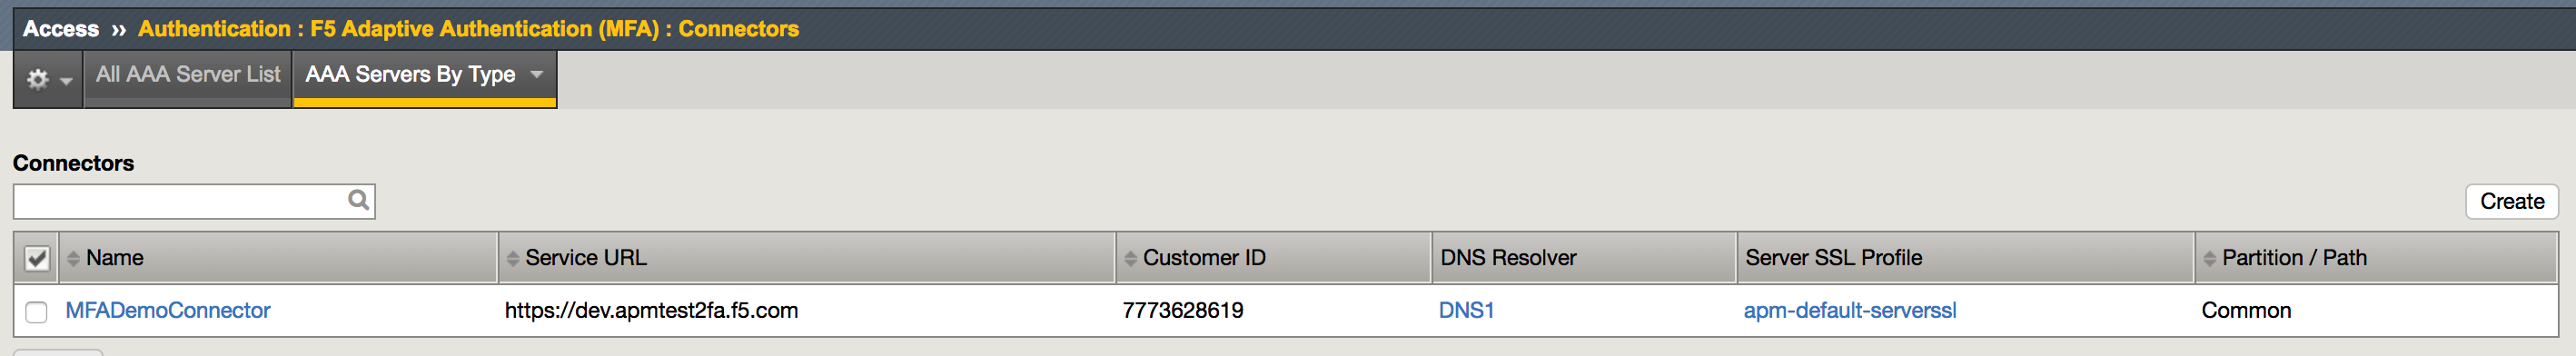 Access » Authentication : F5 Adaptive Authentication (MFA) : Connectors
All AAA Server List AAA Servers By Type
Connectors
Create
Name Service URL Customer ID DNS Resolver Server SSL Profile Partition / Path
MFADemoConnector https://dev.apmtest2fa.f5.com 7773628619 DNS1 apm-default-serverssl Common